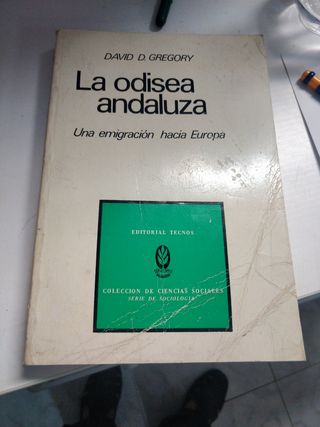 DAVID D. GREGORY
La odisea
andaluza
Una emigración hacia Europa
EDITORIAL TECNOS
COLECCION DE CIENCIAS SOCIALES
SERIE DE SOCIOLOGIA